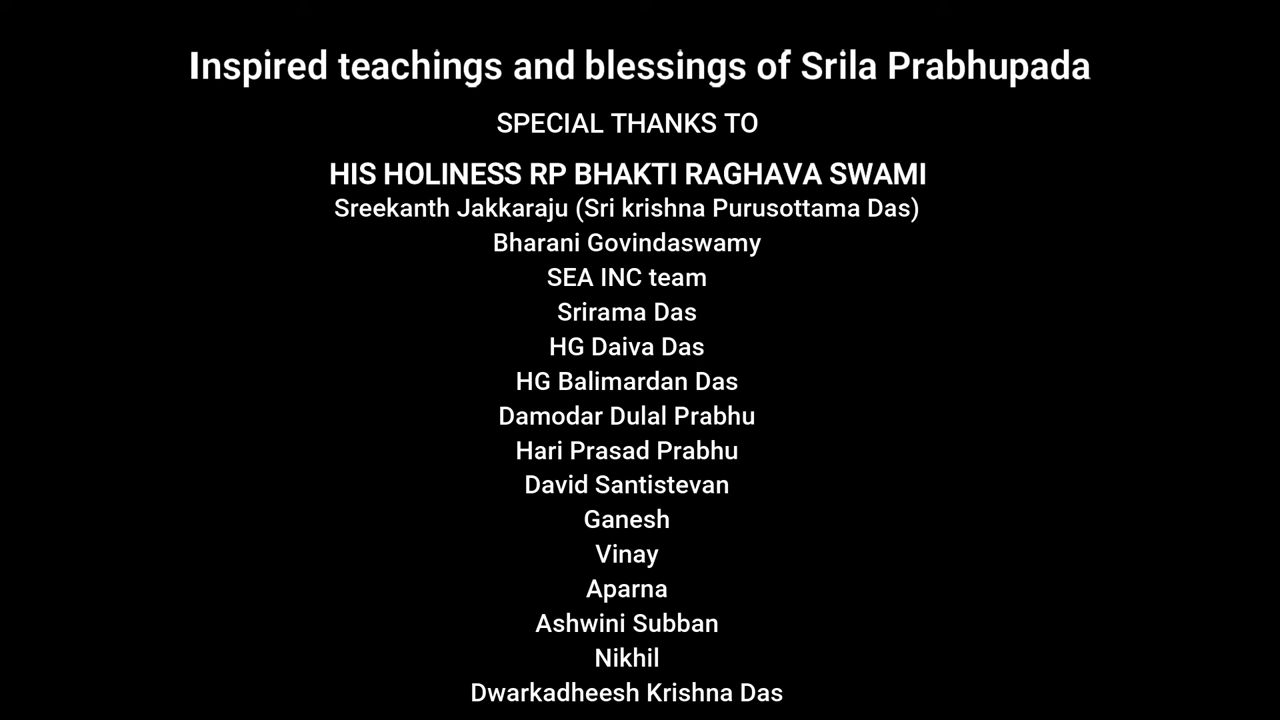 Inspired teachings and blessings of Srila Prabhupada
SPECIAL THANKS TO
HIS HOLINESS RP BHAKTI RAGHAVA SWAMI
Sreekanth Jakkaraju (Sri krishna Purusottama Das)
Bharani Govindaswamy
SEA INC team
Srirama Das
HG Daiva Das
HG Balimardan Das
Damodar Dulal Prabhu
Hari Prasad Prabhu
David Santistevan
Ganesh
Vinay
Aparna
Ashwini Subban
Nikhil
Dwarkadheesh Krishna Das